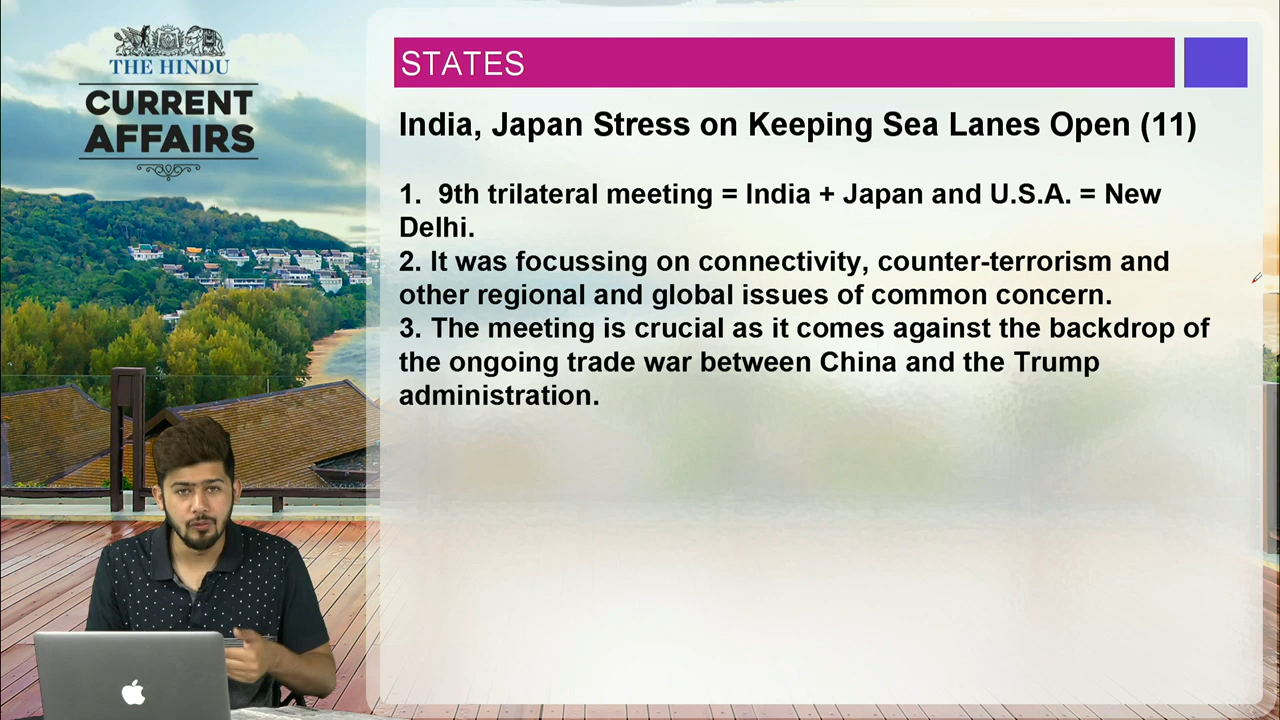 THE HINDU
CURRENT
AFFAIRS
STATES
India, Japan Stress on Keeping Sea Lanes Open (11)
1. 9th trilateral meeting = India + Japan and U.S.A. = New
Delhi.
2. It was focussing on connectivity, counter-terrorism and
other regional and global issues of common concern.
3. The meeting is crucial as it comes against the backdrop of
the ongoing trade war between China and the Trump
administration.